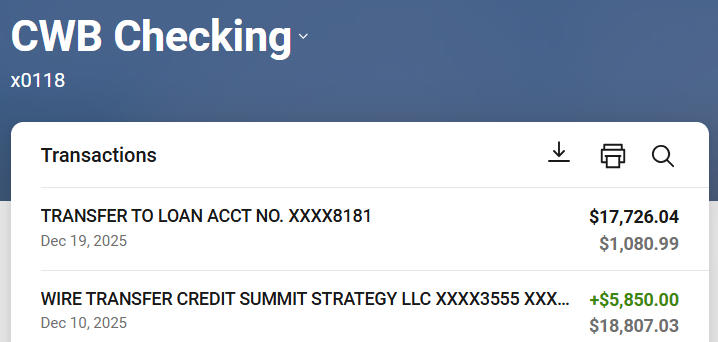 CWB Checking
x0118
Transactions
TRANSFER TO LOAN ACCT NO. XXXX8181 $17,726.04
Dec 19, 2025 $1,080.99
WIRE TRANSFER CREDIT SUMMIT STRATEGY LLC XXXX3555 XXX... +$5,850.00
Dec 10, 2025 $18,807.03